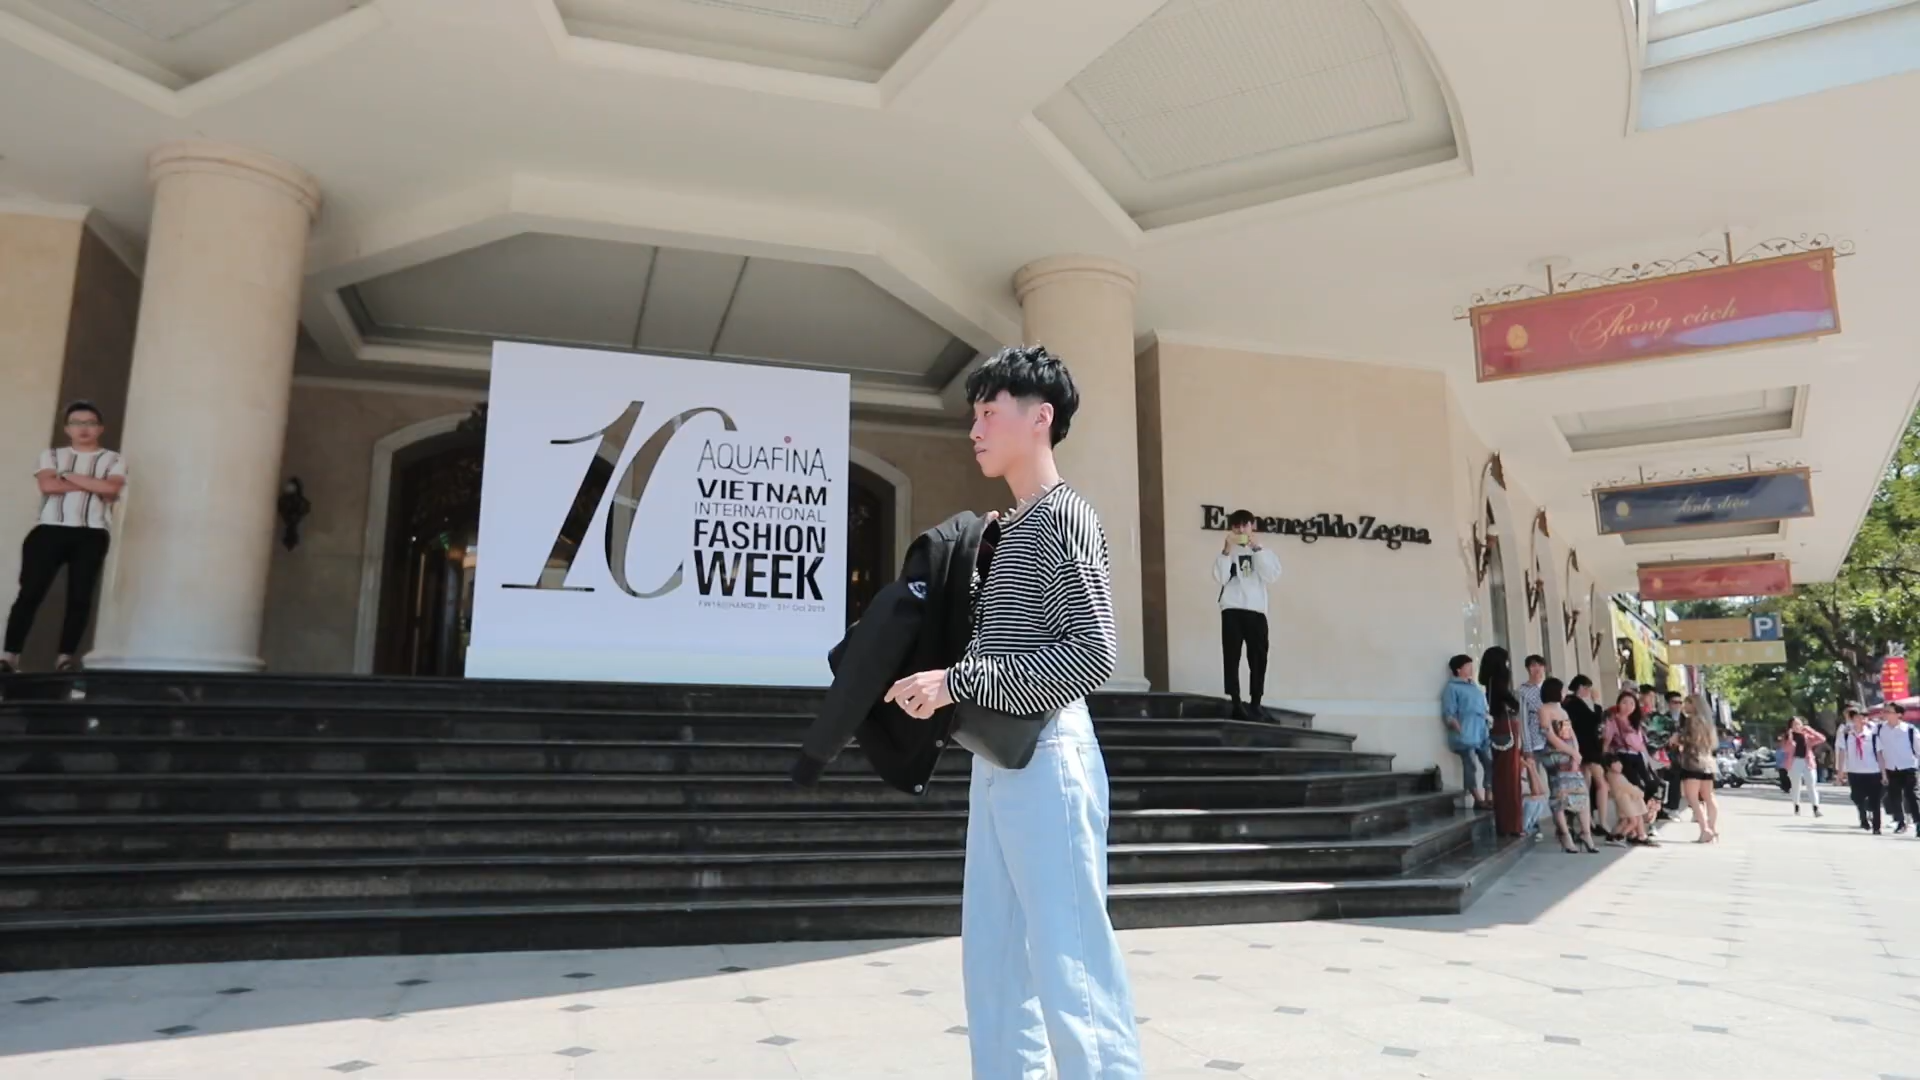 10
AQUAFINA
VIETNAM
INTERNATIONAL
FASHION
WEEK
Ermenegildo Zegna
Phong cách
P